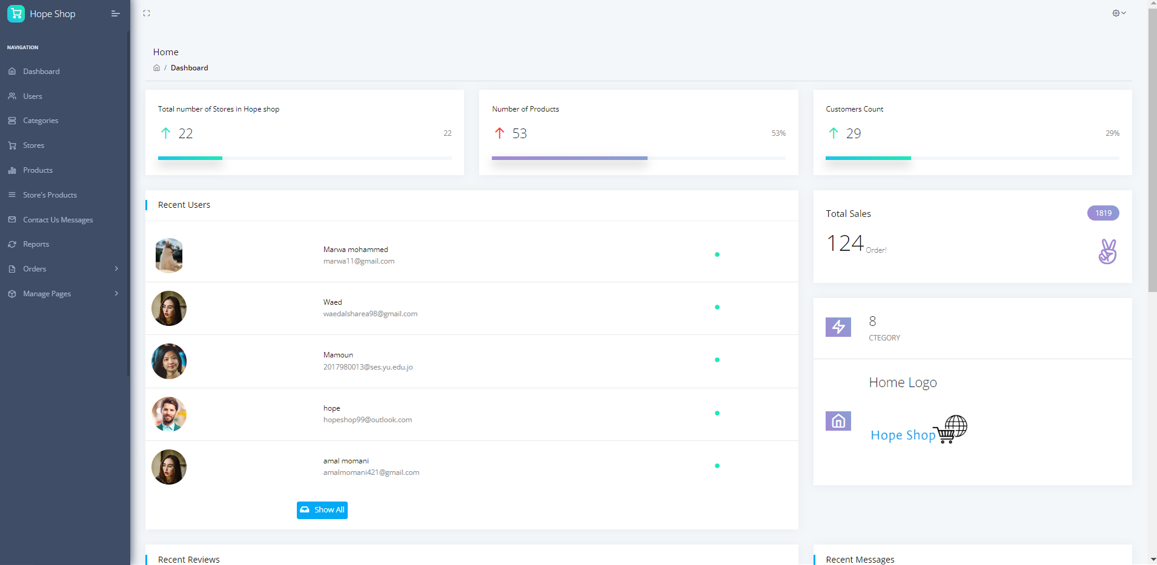 Hope Shop
NAVIGATION
Dashboard
Users
Categories
Stores
Products
Store's Products
Contact Us Messages
Reports
Orders
Manage Pages
Home
/ Dashboard
Total number of Stores in Hope shop
22
22
Number of Products
53
53%
Customers Count
29
29%
Recent Users
Marwa mohammed
marwa11@gmail.com
Waed
waedalsharea98@gmail.com
Mamoun
2017980013@ses.yu.edu.jo
hope
hopeshop99@outlook.com
amal momani
amalmomani421@gmail.com
Show All
Total Sales
1819
124 Order!
8
CTEGORY
Home Logo
Hope Shop
Recent Reviews
Recent Messages